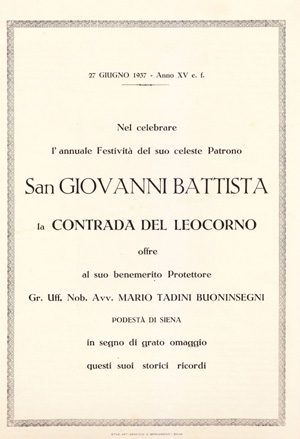 27 GIUGNO 1937 - Anno XV e. f.
Nel celebrare
l'annuale Festività del suo celeste Patrono
San GIOVANNI BATTISTA
la CONTRADA DEL LEOCORNO
offre
al suo benemerito Protettore
Gr. Uff. Nob. Avv. MARIO TADINI BUONINSEGNI
PODESTÀ DI SIENA
in segno di grato omaggio
questi suoi storici ricordi